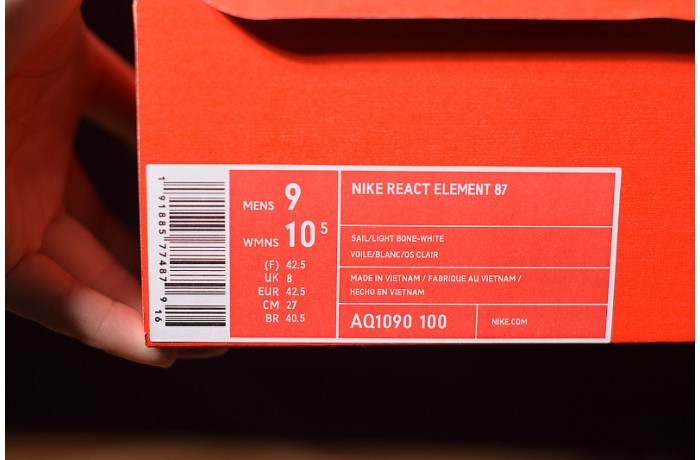 1 91885 77487 9 16
MENS 9
WMNS 10 5
(F) 42.5
UK 8
EUR 42.5
CM 27
BR 40.5
NIKE REACT ELEMENT 87
SAIL/LIGHT BONE-WHITE
VOILE/BLANC/OS CLAIR
MADE IN VIETNAM / FABRIQUE AU VIETNAM /
HECHO EN VIETNAM
AQ1090 100
NIKE.COM